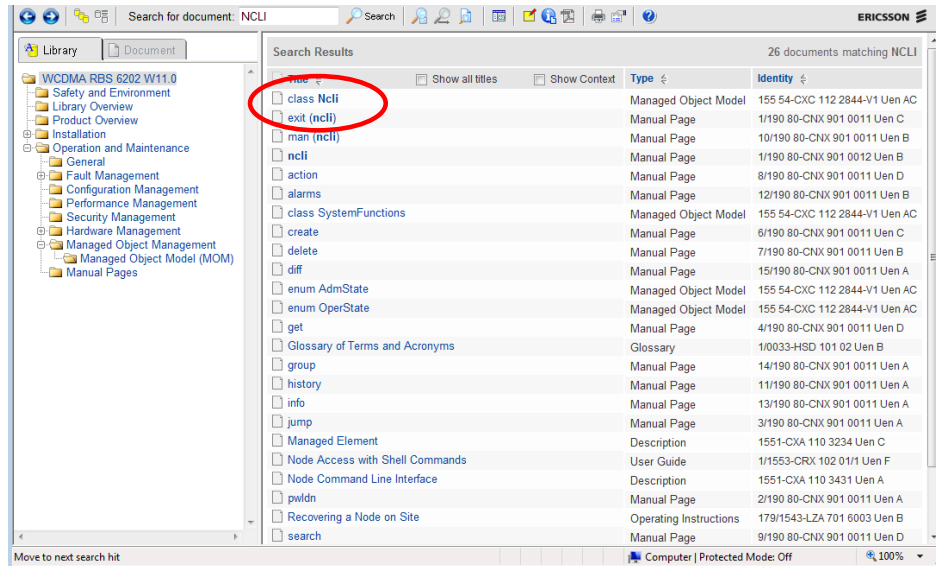 Search for document: NCLI Search ERICSSON
Library Document
WCDMA RBS 6202 W11.0
Safety and Environment
Library Overview
Product Overview
Installation
Operation and Maintenance
General
Fault Management
Configuration Management
Performance Management
Security Management
Hardware Management
Managed Object Management
Managed Object Model (MOM)
Manual Pages
Search Results 26 documents matching NCLI
Title Show all titles Show Context Type Identity
class Ncli Managed Object Model 155 54-CXC 112 2844-V1 Uen AC
exit (ncli) Manual Page 1/190 80-CNX 901 0011 Uen C
man (ncli) Manual Page 10/190 80-CNX 901 0011 Uen B
ncli Manual Page 1/190 80-CNX 901 0012 Uen B
action Manual Page 8/190 80-CNX 901 0011 Uen D
alarms Manual Page 12/190 80-CNX 901 0011 Uen B
class SystemFunctions Managed Object Model 155 54-CXC 112 2844-V1 Uen AC
create Manual Page 6/190 80-CNX 901 0011 Uen C
delete Manual Page 7/190 80-CNX 901 0011 Uen B
diff Manual Page 15/190 80-CNX 901 0011 Uen A
enum AdmState Managed Object Model 155 54-CXC 112 2844-V1 Uen AC
enum OperState Managed Object Model 155 54-CXC 112 2844-V1 Uen AC
get Manual Page 4/190 80-CNX 901 0011 Uen D
Glossary of Terms and Acronyms Glossary 1/0033-HSD 101 02 Uen B
group Manual Page 14/190 80-CNX 901 0011 Uen A
history Manual Page 11/190 80-CNX 901 0011 Uen A
info Manual Page 13/190 80-CNX 901 0011 Uen A
jump Manual Page 3/190 80-CNX 901 0011 Uen A
Managed Element Description 1551-CXA 110 3234 Uen C
Node Access with Shell Commands User Guide 1/1553-CRX 102 01/1 Uen F
Node Command Line Interface Description 1551-CXA 110 3431 Uen A
pwldn Manual Page 2/190 80-CNX 901 0011 Uen A
Recovering a Node on Site Operating Instructions 179/1543-LZA 701 6003 Uen B
search Manual Page 9/190 80-CNX 901 0011 Uen D
Move to next search hit Computer | Protected Mode: Off 100%